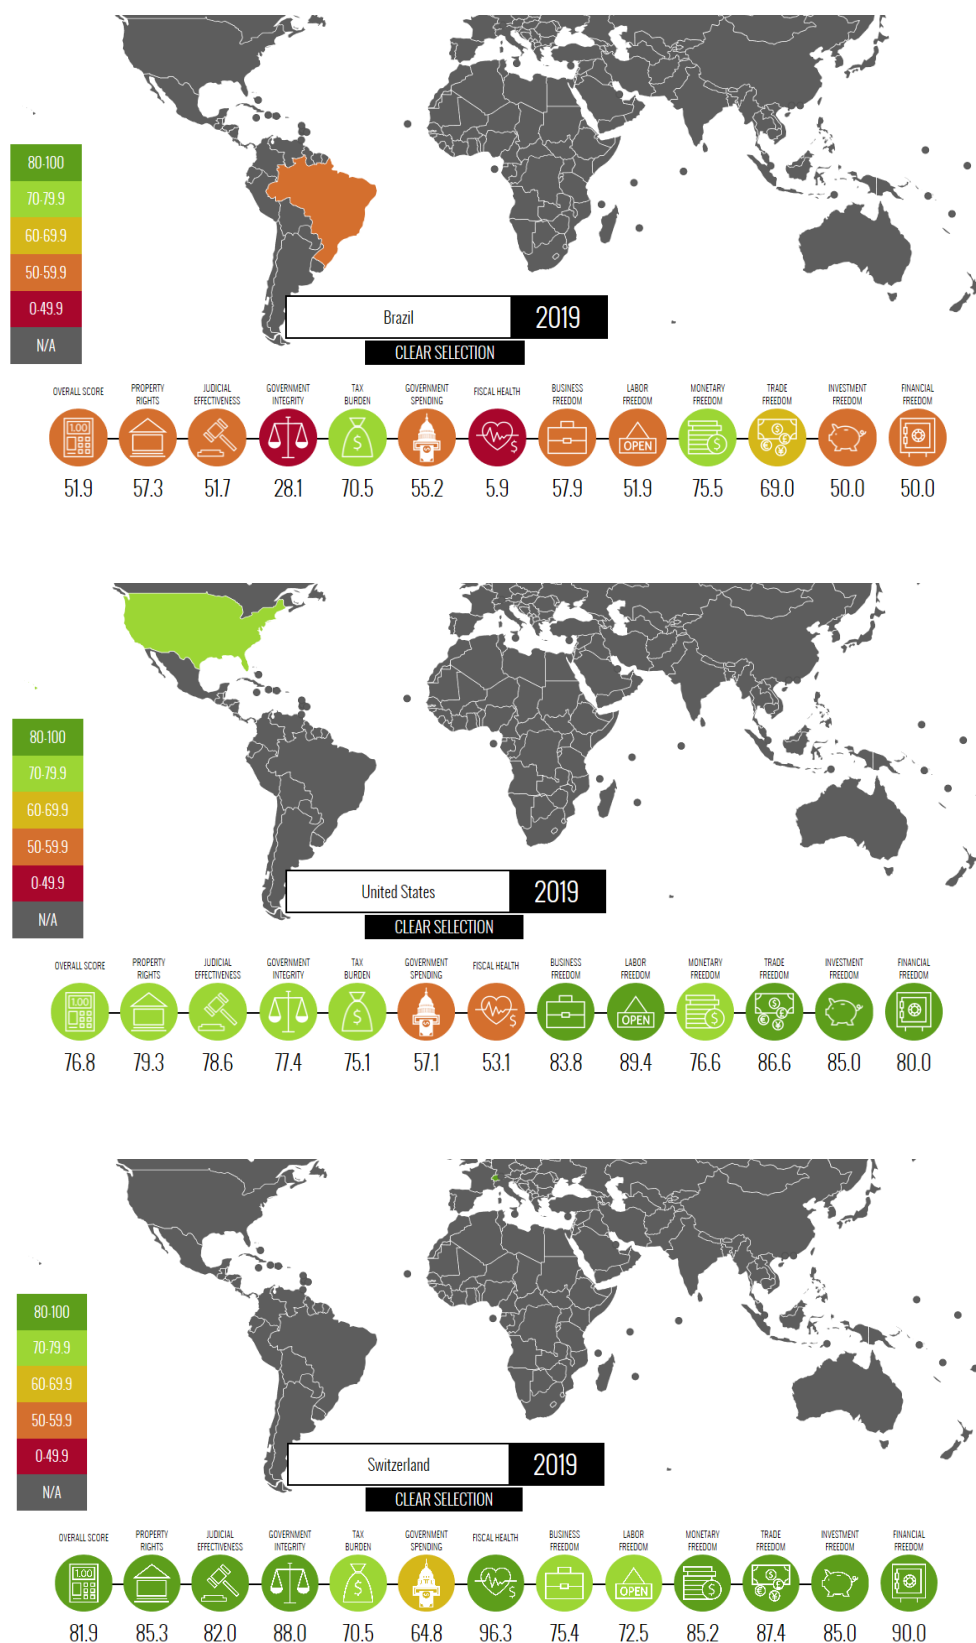 80-100
70-79.9
60-69.9
50-59.9
0-49.9
N/A
Brazil
2019
CLEAR SELECTION
OVERALL SCORE
PROPERTY RIGHTS
JUDICIAL EFFECTIVENESS
GOVERNMENT INTEGRITY
TAX BURDEN
GOVERNMENT SPENDING
FISCAL HEALTH
BUSINESS FREEDOM
LABOR FREEDOM
MONETARY FREEDOM
TRADE FREEDOM
INVESTMENT FREEDOM
FINANCIAL FREEDOM
1.00
OPEN
51.9 57.3 51.7 28.1 70.5 55.2 5.9 57.9 51.9 75.5 69.0 50.0 50.0
80-100
70-79.9
60-69.9
50-59.9
0-49.9
N/A
United States
2019
CLEAR SELECTION
OVERALL SCORE
PROPERTY RIGHTS
JUDICIAL EFFECTIVENESS
GOVERNMENT INTEGRITY
TAX BURDEN
GOVERNMENT SPENDING
FISCAL HEALTH
BUSINESS FREEDOM
LABOR FREEDOM
MONETARY FREEDOM
TRADE FREEDOM
INVESTMENT FREEDOM
FINANCIAL FREEDOM
1.00
OPEN
76.8 79.3 78.6 77.4 75.1 57.1 53.1 83.8 89.4 76.6 86.6 85.0 80.0
80-100
70-79.9
60-69.9
50-59.9
0-49.9
N/A
Switzerland
2019
CLEAR SELECTION
OVERALL SCORE
PROPERTY RIGHTS
JUDICIAL EFFECTIVENESS
GOVERNMENT INTEGRITY
TAX BURDEN
GOVERNMENT SPENDING
FISCAL HEALTH
BUSINESS FREEDOM
LABOR FREEDOM
MONETARY FREEDOM
TRADE FREEDOM
INVESTMENT FREEDOM
FINANCIAL FREEDOM
1.00
OPEN
81.9 85.3 82.0 88.0 70.5 64.8 96.3 75.4 72.5 85.2 87.4 85.0 90.0